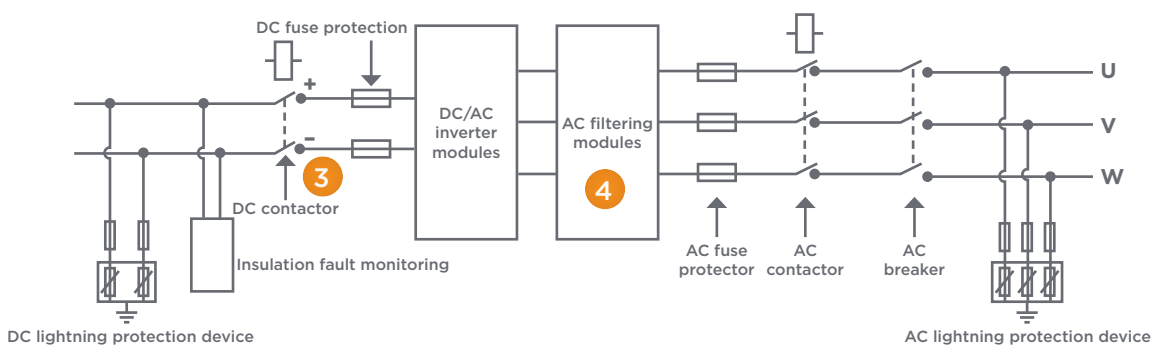 DC fuse protection
+
-
3
DC contactor
Insulation fault monitoring
DC lightning protection device
DC/AC
inverter
modules
AC filtering
modules
4
AC fuse
protector
AC
contactor
AC
breaker
U
V
W
AC lightning protection device